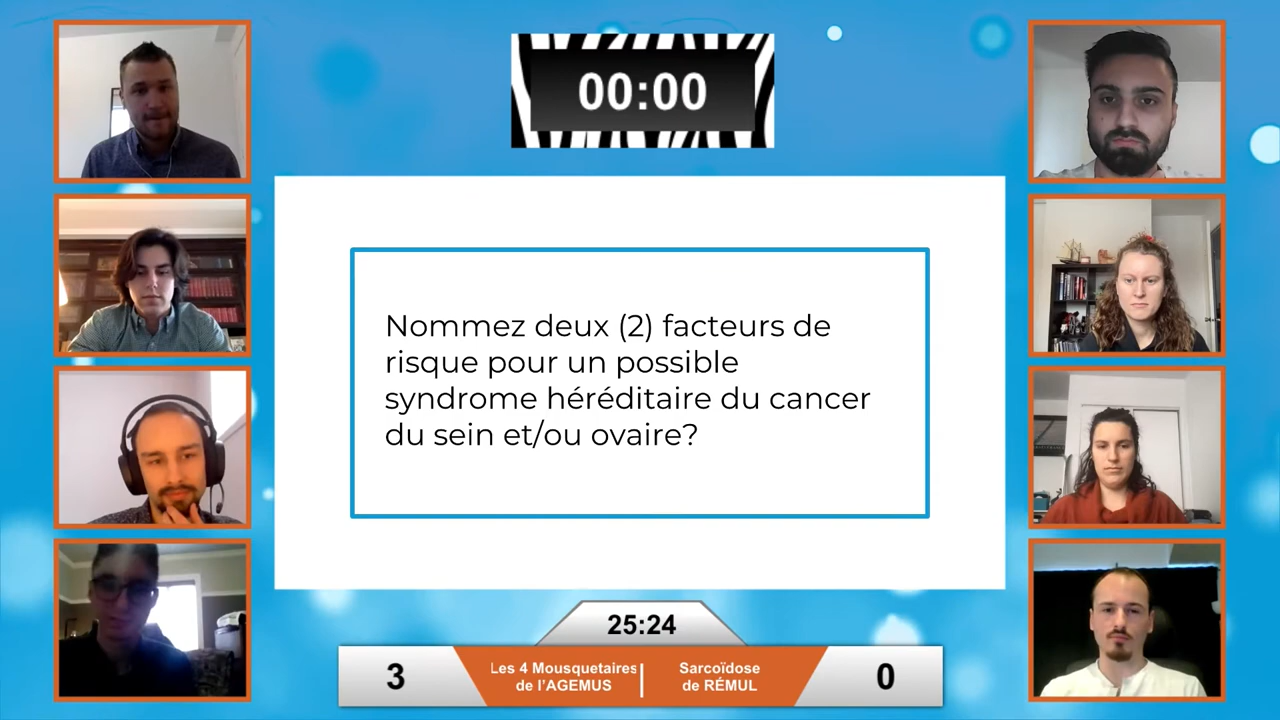 00:00
Nommez deux (2) facteurs de
risque pour un possible
syndrome héréditaire du cancer
du sein et/ou ovaire?
25:24
3
Les 4 Mousquetaires
de l'AGEMUS
Sarcoïdose
de RÉMUL
0